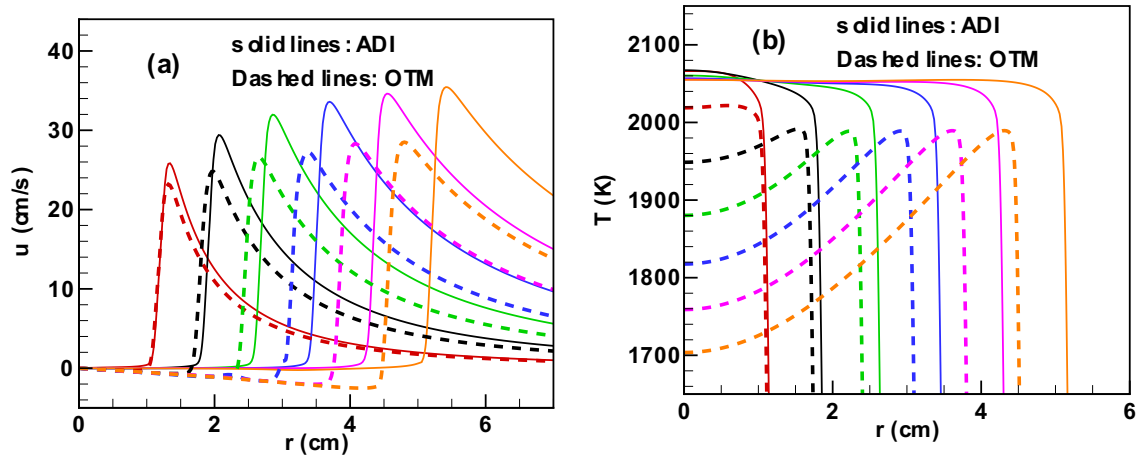 (a)
solid lines : ADI
Dashed lines: OTM
u (cm/s)
40
30
20
10
0
0
2
4
6
r (cm)
(b)
solid lines : ADI
Dashed lines: OTM
T (K)
2100
2000
1900
1800
1700
0
2
4
6
r (cm)